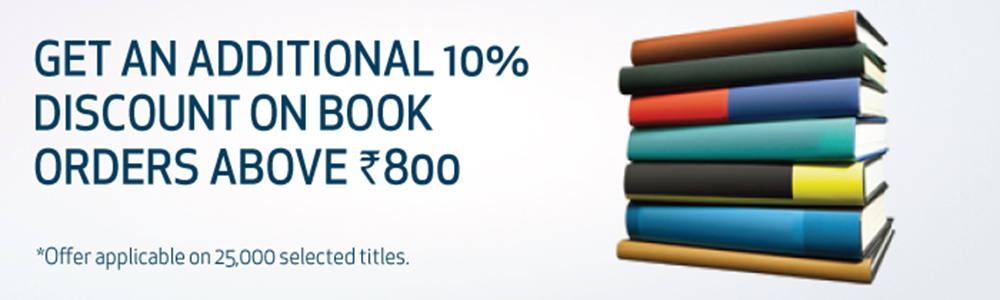 GET AN ADDITIONAL 10%
DISCOUNT ON BOOK
ORDERS ABOVE ₹800
*Offer applicable on 25,000 selected titles.